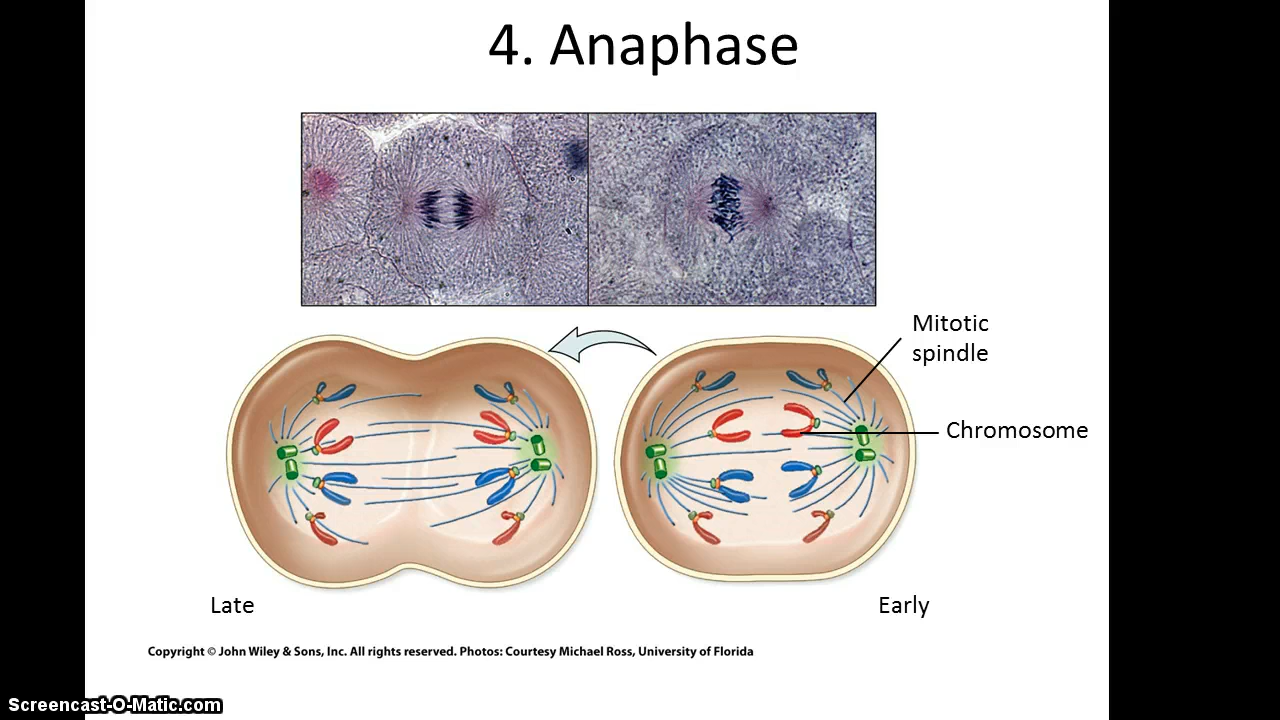 4. Anaphase
Mitotic
spindle
Chromosome
Late
Early
Copyright © John Wiley & Sons, Inc. All rights reserved. Photos: Courtesy Michael Ross, University of Florida
Screencast-O-Matic.com